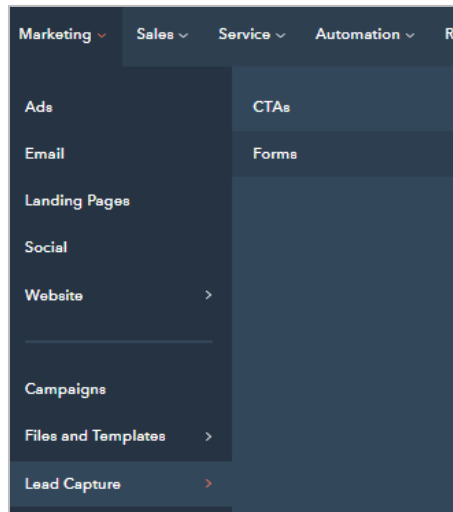 Marketing Sales Service Automation R
Ads
Email
Landing Pages
Social
Website
Campaigns
Files and Templates
Lead Capture
CTAs
Forms